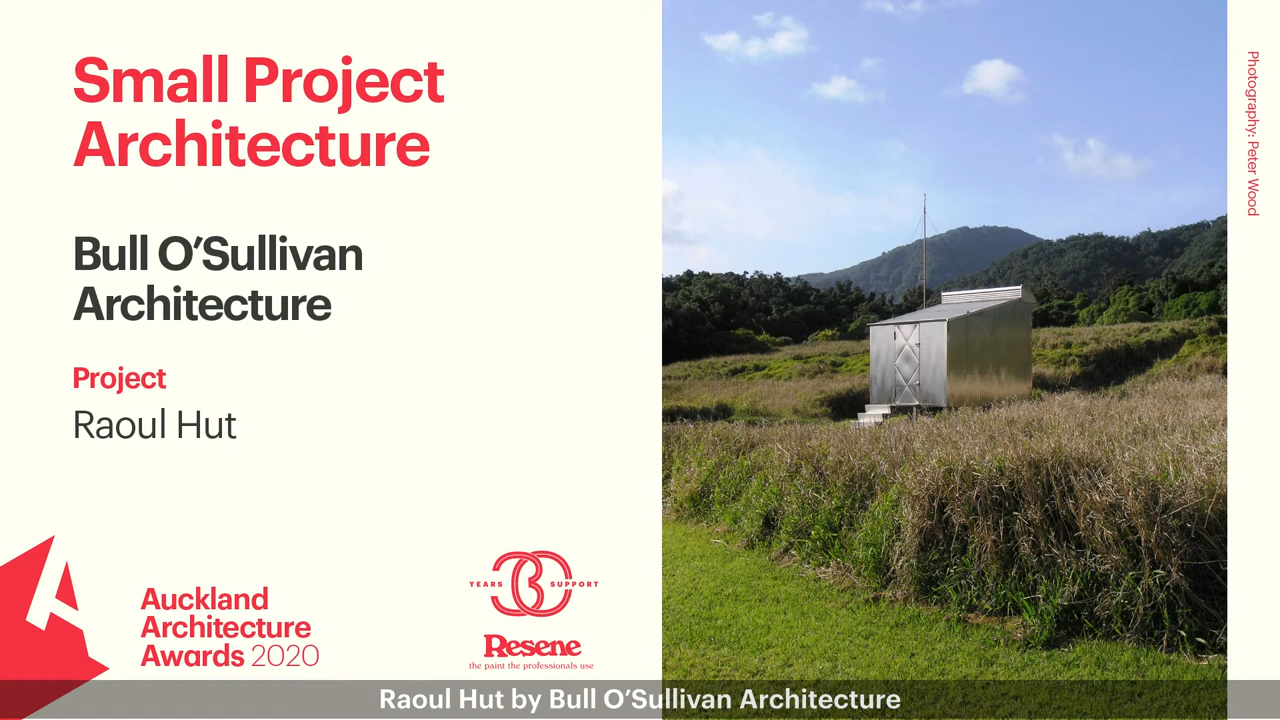 Small Project
Architecture
Bull O’Sullivan
Architecture
Project
Raoul Hut
Auckland
Architecture
Awards 2020
30
YEARS SUPPORT
Resene
the paint the professionals use
Photography: Peter Wood
Raoul Hut by Bull O’Sullivan Architecture